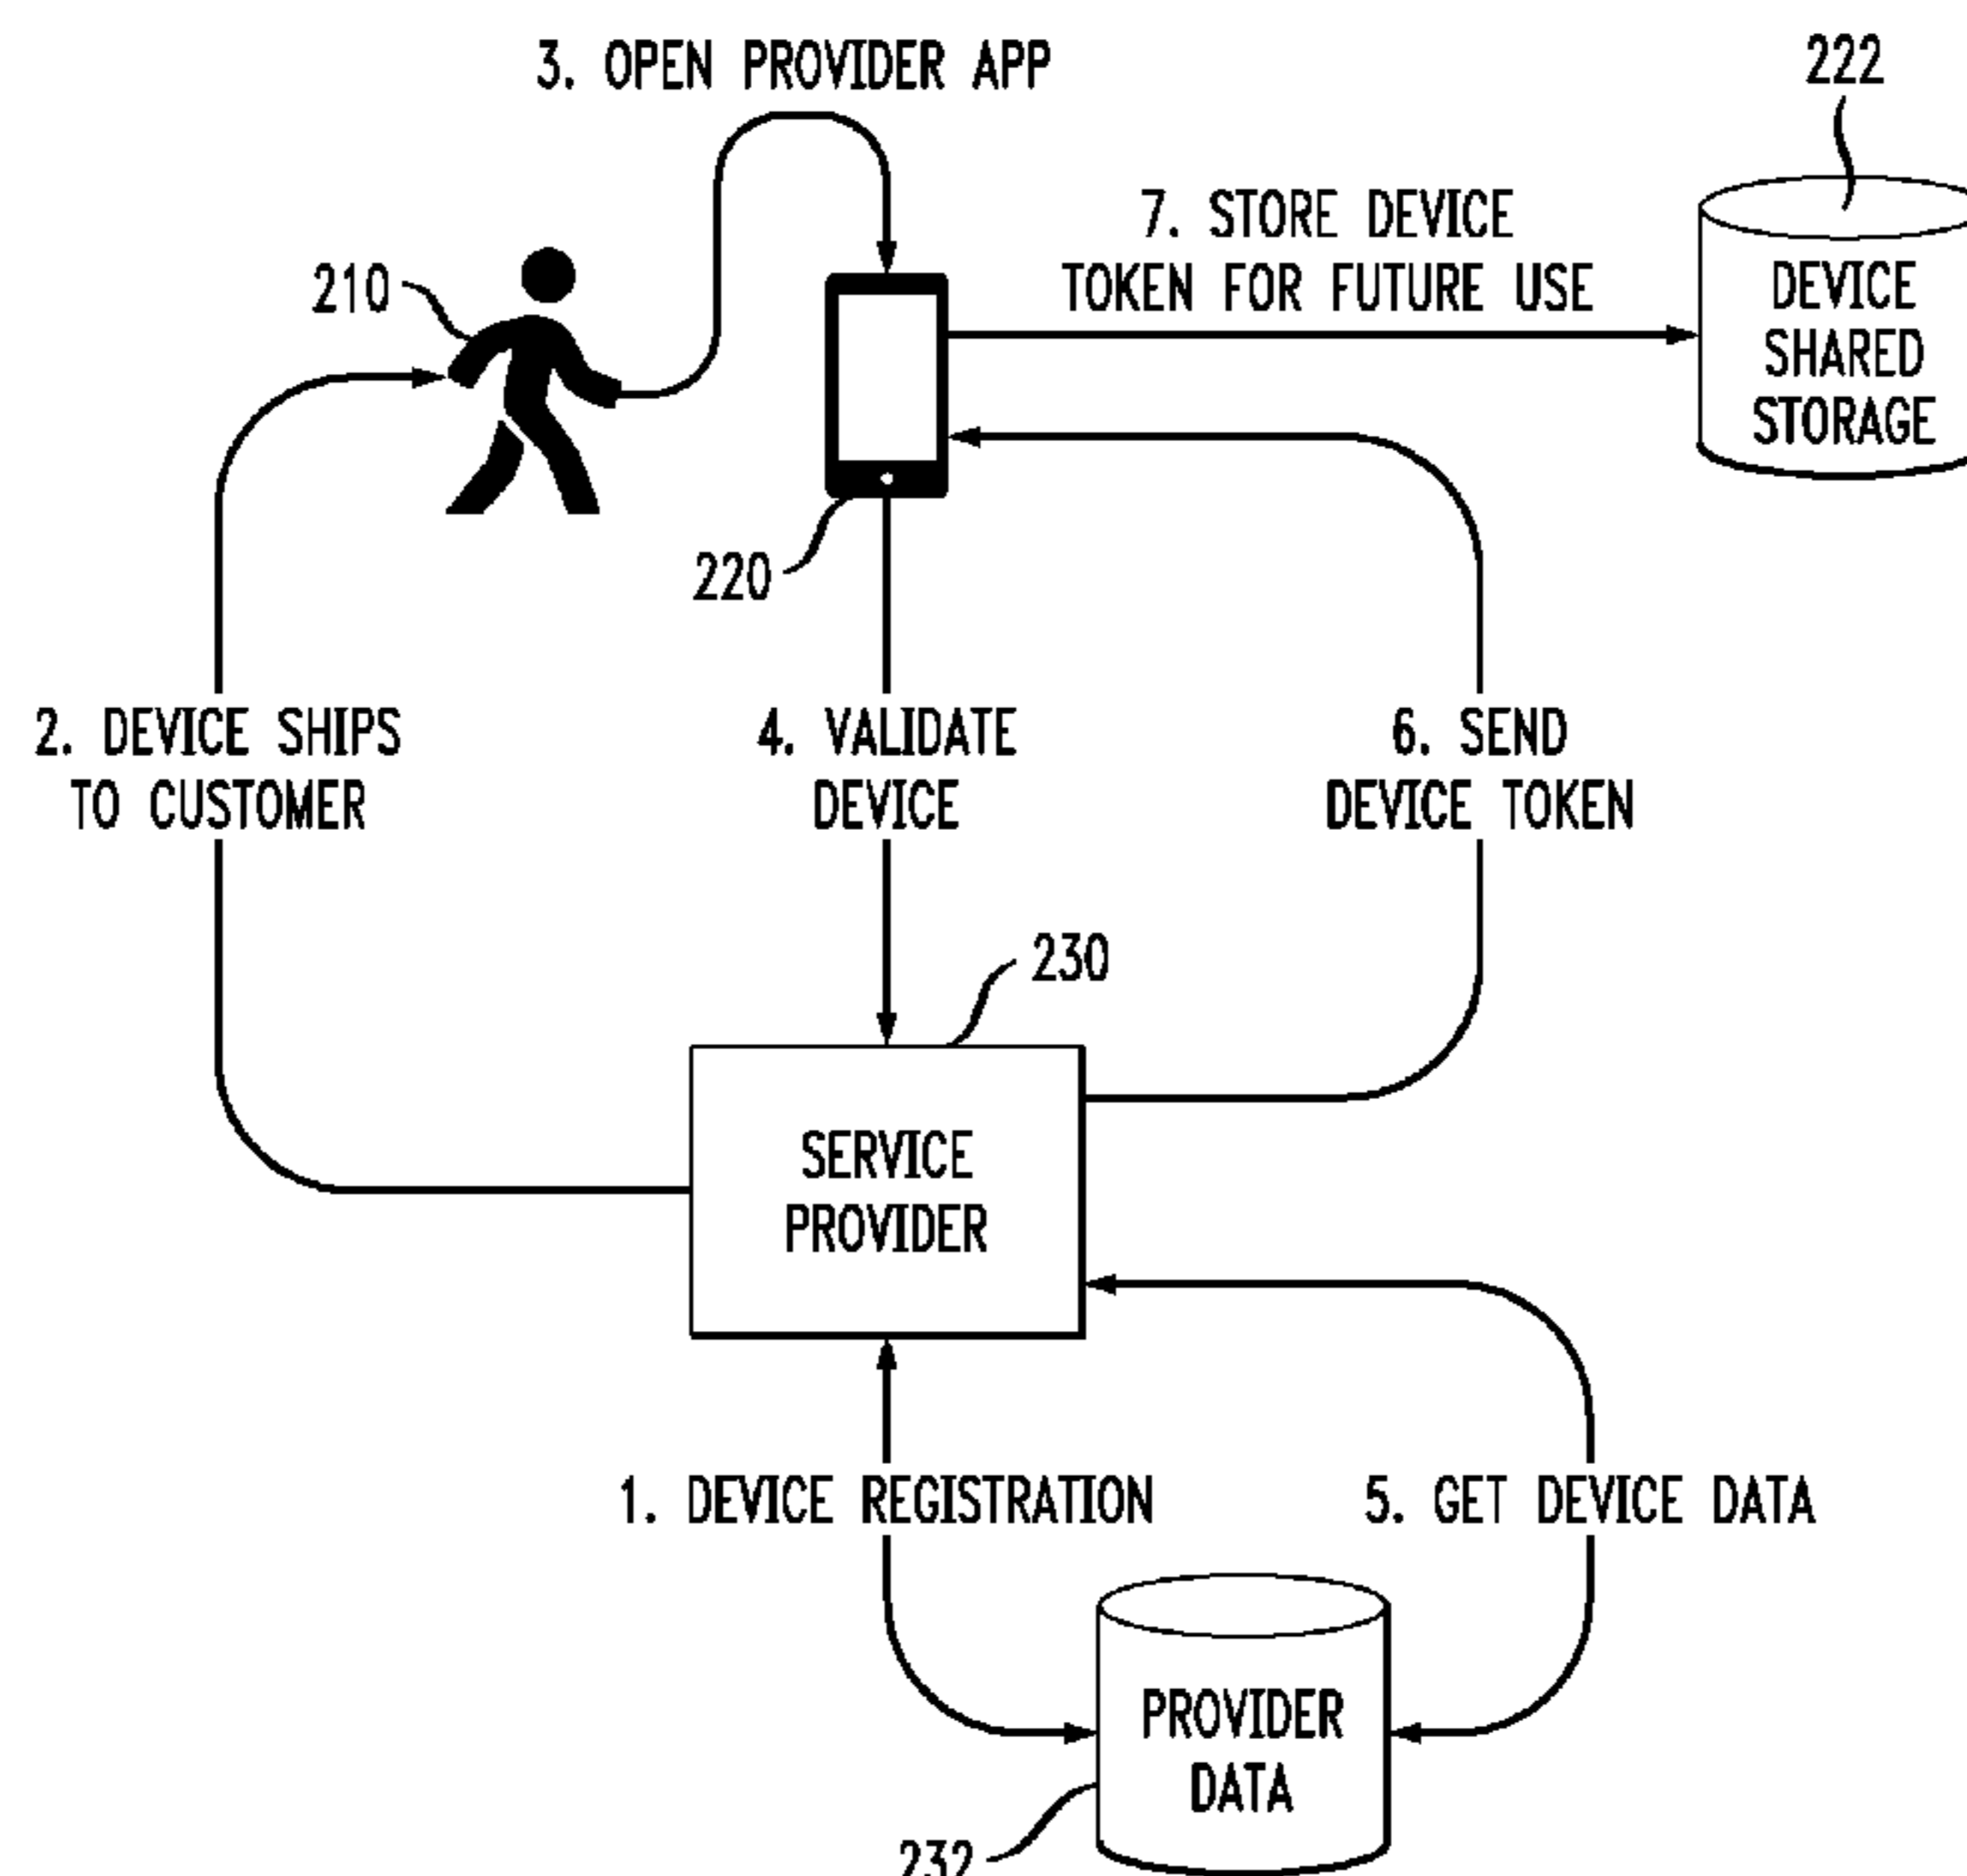 3. OPEN PROVIDER APP
222
7. STORE DEVICE
TOKEN FOR FUTURE USE
210
DEVICE
SHARED
STORAGE
220
2. DEVICE SHIPS
TO CUSTOMER
4. VALIDATE
DEVICE
6. SEND
DEVICE TOKEN
230
SERVICE
PROVIDER
1. DEVICE REGISTRATION
5. GET DEVICE DATA
PROVIDER
DATA
232